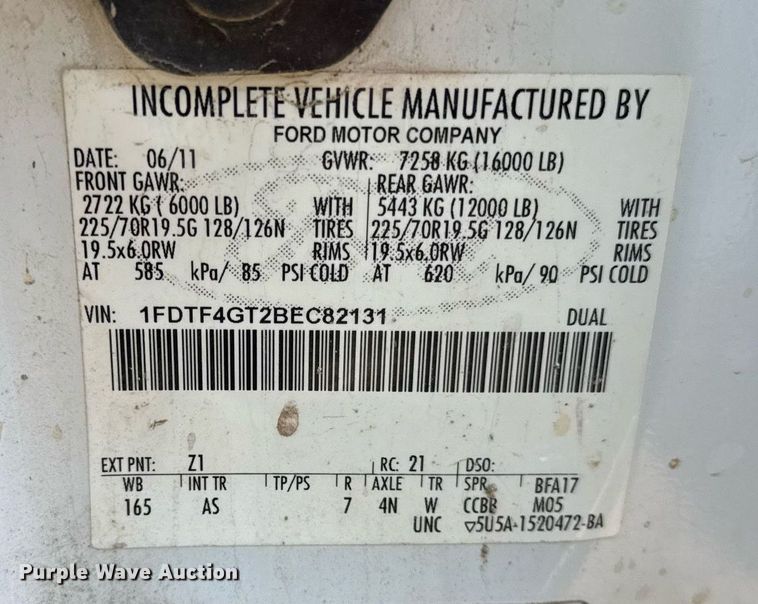 INCOMPLETE VEHICLE MANUFACTURED BY
FORD MOTOR COMPANY
DATE: 06/11 GVWR: 7258 KG (16000 LB)
FRONT GAWR: REAR GAWR:
2722 KG ( 6000 LB) WITH 5443 KG (12000 LB) WITH
225/70R19.5G 128/126N TIRES 225/70R19.5G 128/126N TIRES
19.5x6.0RW RIMS 19.5x6.0RW RIMS
AT 585 kPa/ 85 PSI COLD AT 620 kPa/ 90 PSI COLD
VIN: 1FDTF4GT2BEC82131 DUAL
EXT PNT: Z1 RC: 21 DSO:
WB INT TR TP/PS R AXLE TR SPR BFA17
165 AS 7 4N W CCBB M05
UNC ▽5U5A-1520472-BA
Purple Wave Auction